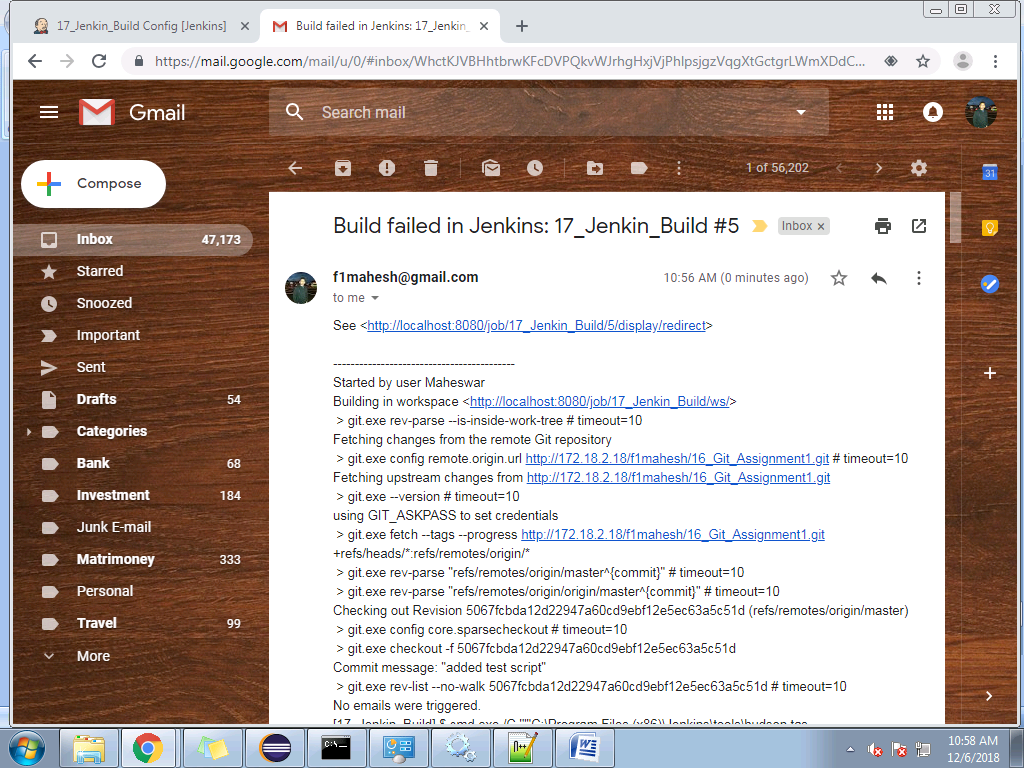 17_Jenkin_Build Config [Jenkins]
Build failed in Jenkins: 17_Jenkin_
https://mail.google.com/mail/u/0/#inbox/WhctKJVBHhtbrwKFcDVPQkvWJrhgHxjVjPhlpsjgzVqgXtGctgrLWmXDdC...
Gmail
Search mail
1 of 56,202
31
Compose
Inbox 47,173
Starred
Snoozed
Important
Sent
Drafts 54
Categories
Bank 68
Investment 184
Junk E-mail
Matrimoney 333
Personal
Travel 99
More
Build failed in Jenkins: 17_Jenkin_Build #5
Inbox x
f1mahesh@gmail.com
10:56 AM (0 minutes ago)
to me
See <http://localhost:8080/job/17_Jenkin_Build/5/display/redirect>
------------------------------------------
Started by user Maheswar
Building in workspace <http://localhost:8080/job/17_Jenkin_Build/ws/>
> git.exe rev-parse --is-inside-work-tree # timeout=10
Fetching changes from the remote Git repository
> git.exe config remote.origin.url http://172.18.2.18/f1mahesh/16_Git_Assignment1.git # timeout=10
Fetching upstream changes from http://172.18.2.18/f1mahesh/16_Git_Assignment1.git
> git.exe --version # timeout=10
using GIT_ASKPASS to set credentials
> git.exe fetch --tags --progress http://172.18.2.18/f1mahesh/16_Git_Assignment1.git
+refs/heads/*:refs/remotes/origin/*
> git.exe rev-parse "refs/remotes/origin/master^{commit}" # timeout=10
> git.exe rev-parse "refs/remotes/origin/origin/master^{commit}" # timeout=10
Checking out Revision 5067fcbda12d22947a60cd9ebf12e5ec63a5c51d (refs/remotes/origin/master)
> git.exe config core.sparsecheckout # timeout=10
> git.exe checkout -f 5067fcbda12d22947a60cd9ebf12e5ec63a5c51d
Commit message: "added test script"
> git.exe rev-list --no-walk 5067fcbda12d22947a60cd9ebf12e5ec63a5c51d # timeout=10
No emails were triggered.
[17_Jenkin_Build] $ cmd.exe /C
10:58 AM
12/6/2018